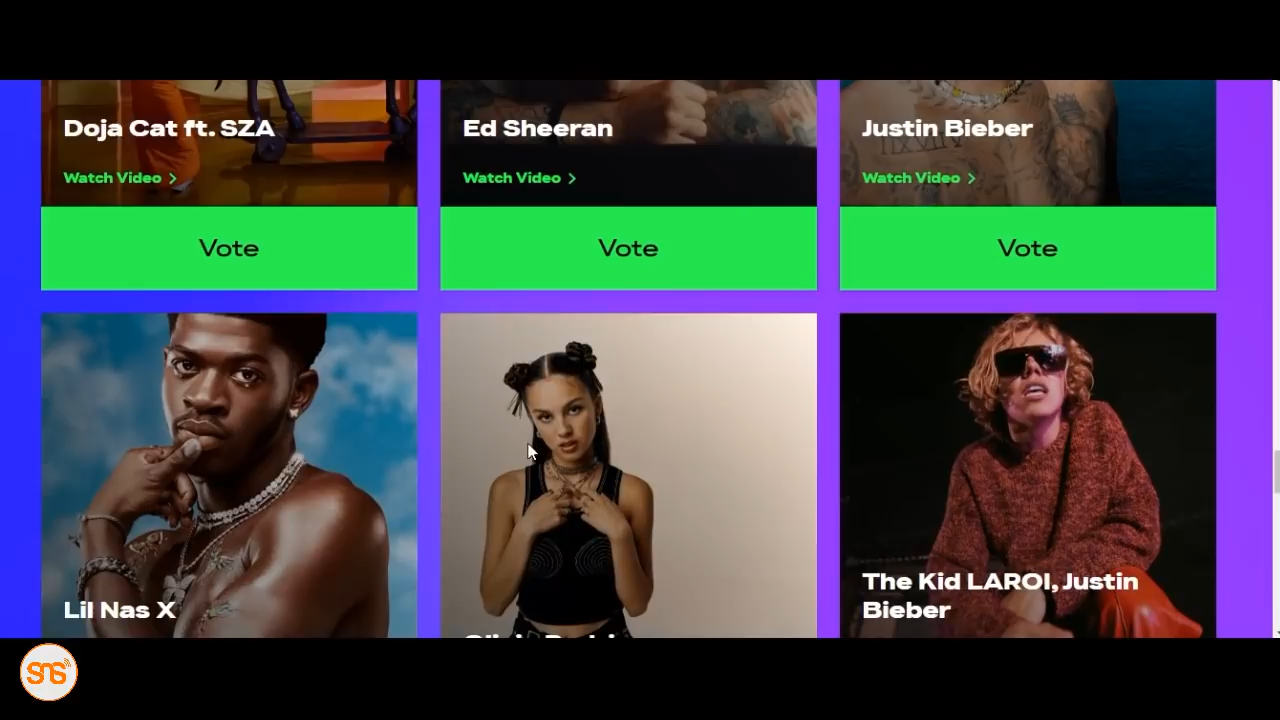 Doja Cat ft. SZA
Ed Sheeran
Justin Bieber
Watch Video >
Watch Video >
Watch Video >
Vote
Vote
Vote
Lil Nas X
The Kid LAROI, Justin
Bieber
SNS